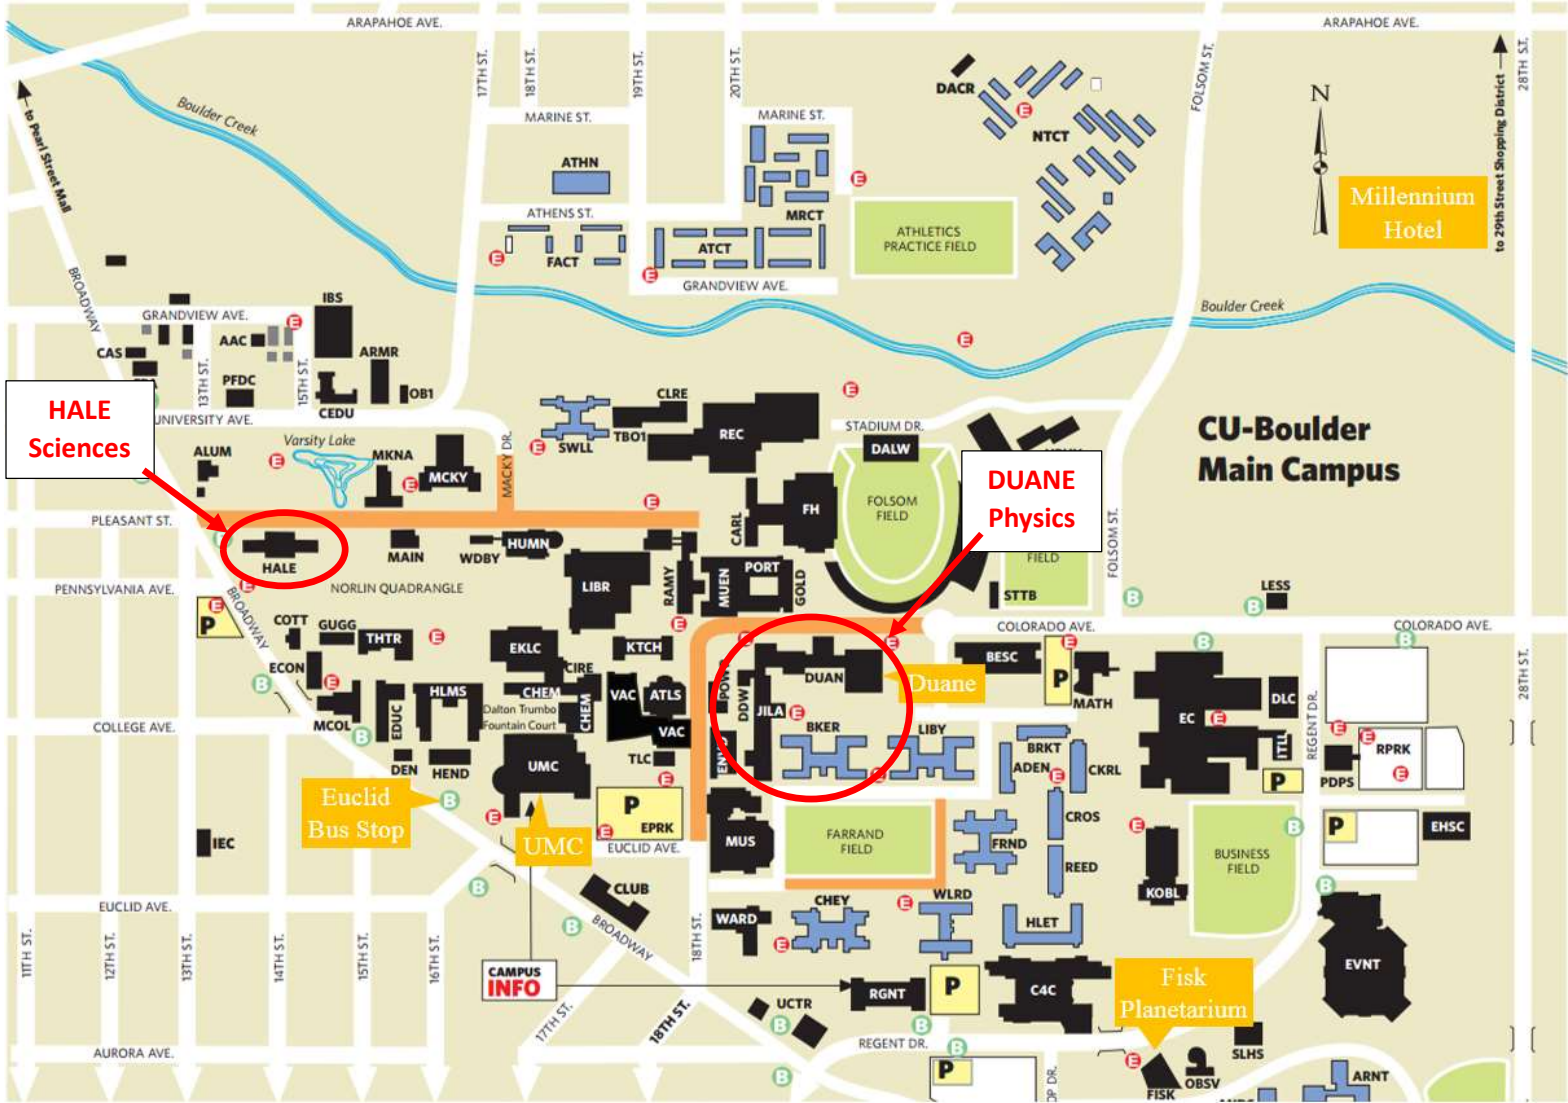 ARAPAHOE AVE.
ARAPAHOE AVE.
17TH ST.
18TH ST.
19TH ST.
20TH ST.
FOLSOM ST.
28TH ST.
to Pearl Street Mall
to 29th Street Shopping District
Boulder Creek
MARINE ST.
MARINE ST.
DACR
E
NTCT
N
Millennium
Hotel
ATHN
E
MRCT
ATHENS ST.
ATHLETICS
PRACTICE FIELD
FACT
E
ATCT
E
GRANDVIEW AVE.
BROADWAY
Boulder Creek
IBS
GRANDVIEW AVE.
E
E
CAS
AAC
ARMR
13TH ST.
15TH ST.
PFDC
OB1
CEDU
UNIVERSITY AVE.
HALE
Sciences
CLRE
E
TBO1
REC
SWLL
E
STADIUM DR.
DALW
CU-Boulder
Main Campus
ALUM
Varsity Lake
E
MKNA
E
MCKY
MACKY DR.
DUANE
Physics
FOLSOM
FIELD
FIELD
FOLSOM ST.
E
CARL
FH
PLEASANT ST.
HALE
MAIN
WDBY
HUMN
LIBR
RAMY
MUEN
PORT
GOLD
STTB
PENNSYLVANIA AVE.
E
NORLIN QUADRANGLE
B
B
LESS
P
E
BROADWAY
COTT
GUGG
THTR
E
EKLC
KTCH
E
E
E
COLORADO AVE.
COLORADO AVE.
E
B
B
ECON
E
B
CIRE
CHEM
CHEM
Dalton Trumbo
Fountain Court
VAC
ATLS
VAC
POWR
DDW
JILA
E
DUAN
Duane
BESC
P
MATH
EC
E
DLC
ITLL
REGENT DR.
28TH ST.
MCOL
EDUC
HLMS
COLLEGE AVE.
B
DEN
HEND
UMC
TLC
E
BKER
E
LIBY
BRKT
ADEN
E
CKRL
P
PDPS
E
E
RPRK
E
Euclid
Bus Stop
B
E
UMC
P
EPRK
E
MUS
FARRAND
FIELD
FRND
CROS
REED
E
KOBL
BUSINESS
FIELD
B
P
EHSC
IEC
EUCLID AVE.
B
CLUB
B
EUCLID AVE.
BROADWAY
18TH ST.
WARD
CHEY
E
WLRD
E
HLET
B
EVNT
11TH ST.
12TH ST.
13TH ST.
14TH ST.
15TH ST.
16TH ST.
17TH ST.
18TH ST.
CAMPUS
INFO
RGNT
P
C4C
Fisk
Planetarium
UCTR
B
B
B
REGENT DR.
SLHS
AURORA AVE.
B
P
E
FISK
OBSV
ARNT